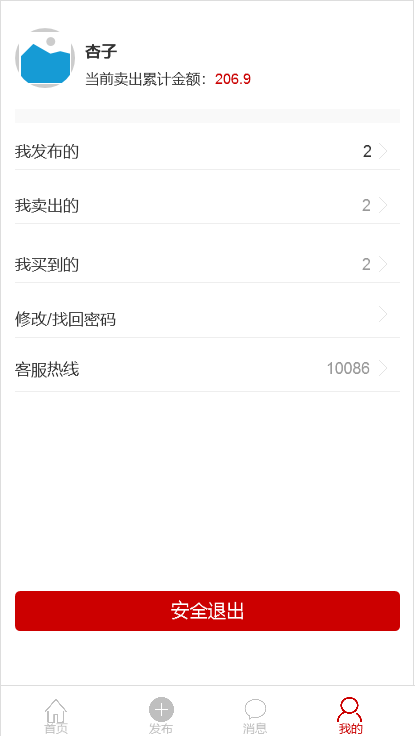 杏子
当前卖出累计金额：206.9
我发布的 2
我卖出的 2
我买到的 2
修改/找回密码
客服热线 10086
安全退出
首页 发布 消息 我的